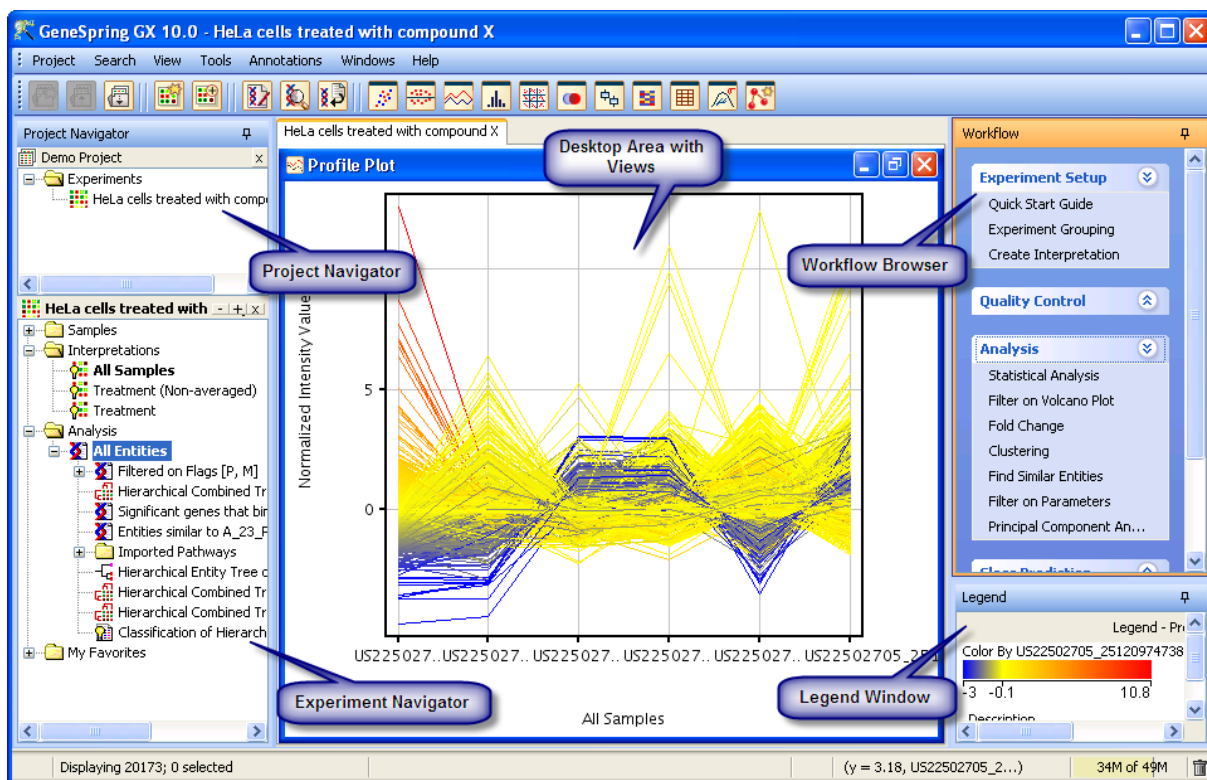 GeneSpring GX 10.0 - HeLa cells treated with compound X
Project Search View Tools Annotations Windows Help
Project Navigator
Demo Project x
Experiments
HeLa cells treated with compo
Project Navigator
HeLa cells treated with - + x
Samples
Interpretations
All Samples
Treatment (Non-averaged)
Treatment
Analysis
All Entities
Filtered on Flags [P, M]
Hierarchical Combined Tr
Significant genes that bir
Entities similar to A_23_F
Imported Pathways
Hierarchical Entity Tree c
Hierarchical Combined Tr
Hierarchical Combined Tr
Classification of Hierarch
My Favorites
Experiment Navigator
HeLa cells treated with compound X
Profile Plot
Desktop Area with
Views
Normalized Intensity Value
5
0
US225027.. US225027.. US225027.. US225027.. US225027.. US22502705_251
All Samples
Workflow
Experiment Setup
Quick Start Guide
Experiment Grouping
Create Interpretation
Workflow Browser
Quality Control
Analysis
Statistical Analysis
Filter on Volcano Plot
Fold Change
Clustering
Find Similar Entities
Filter on Parameters
Principal Component An...
Class Prediction
Legend
Legend - Pr
Color By US22502705_25120974738
-3 -0.1 10.8
Description
Legend Window
Displaying 20173; 0 selected
(y = 3.18, US22502705_2...)
34M of 49M